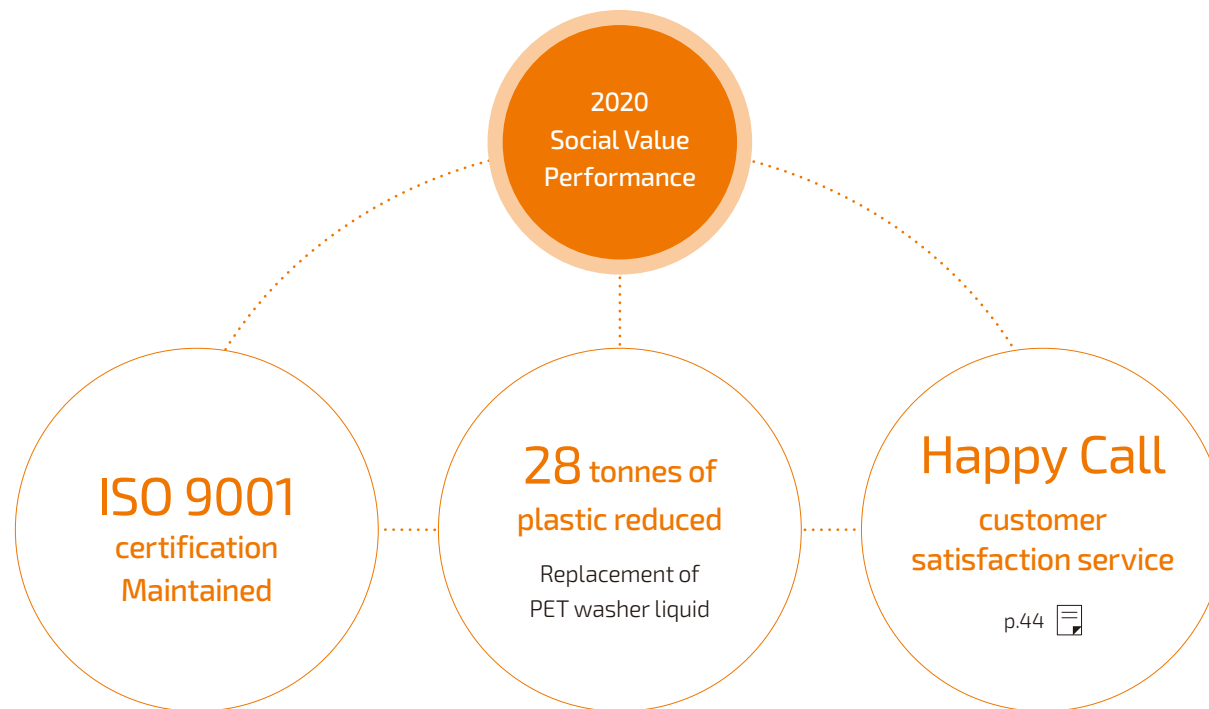 2020
Social Value
Performance
ISO 9001
certification
Maintained
28 tonnes of
plastic reduced
Replacement of
PET washer liquid
Happy Call
customer
satisfaction service
p.44